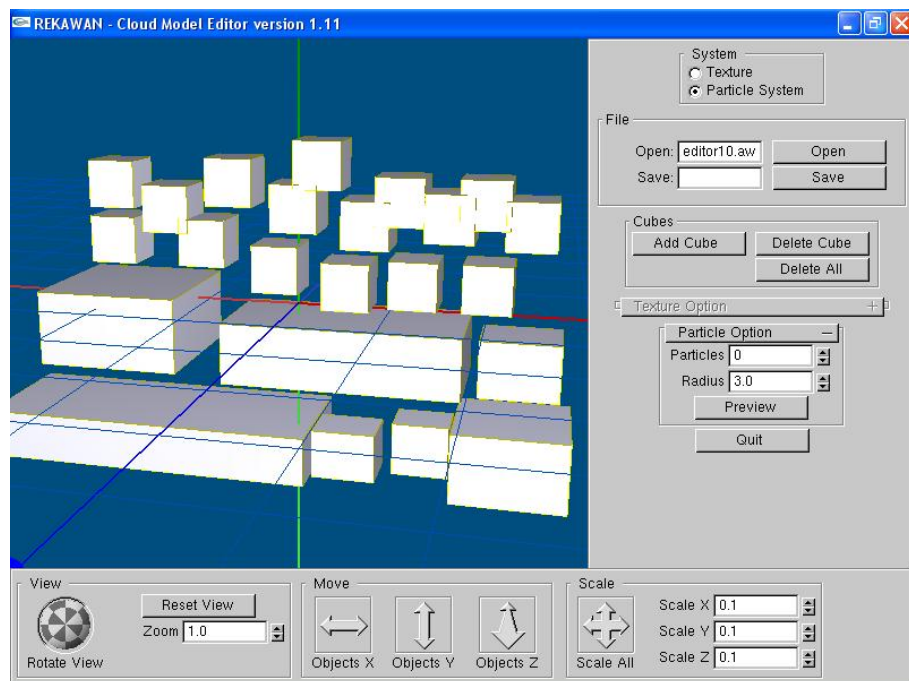 REKAWAN - Cloud Model Editor version 1.11
System
Texture
Particle System
File
Open: editor10.aw Open
Save: Save
Cubes
Add Cube Delete Cube
Delete All
Texture Option +
Particle Option −
Particles 0
Radius 3.0
Preview
Quit
View
Reset View
Zoom 1.0
Rotate View
Move
Objects X Objects Y Objects Z
Scale
Scale All
Scale X 0.1
Scale Y 0.1
Scale Z 0.1